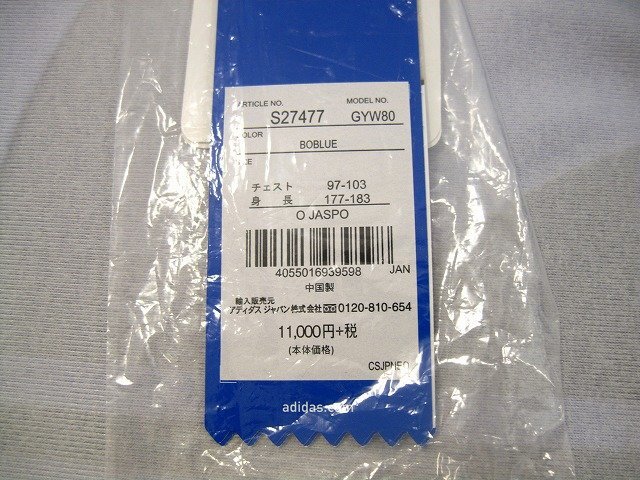 ARTICLE NO. MODEL NO.
S27477 GYW80
COLOR
BOBLUE
チェスト 97-103
身 長 177-183
O JASPO
4055016939598 JAN
中国製
輸入販売元
アディダス ジャパン株式会社 0120-810-654
11,000円+税
(本体価格)
CSJPNEO
adidas.com